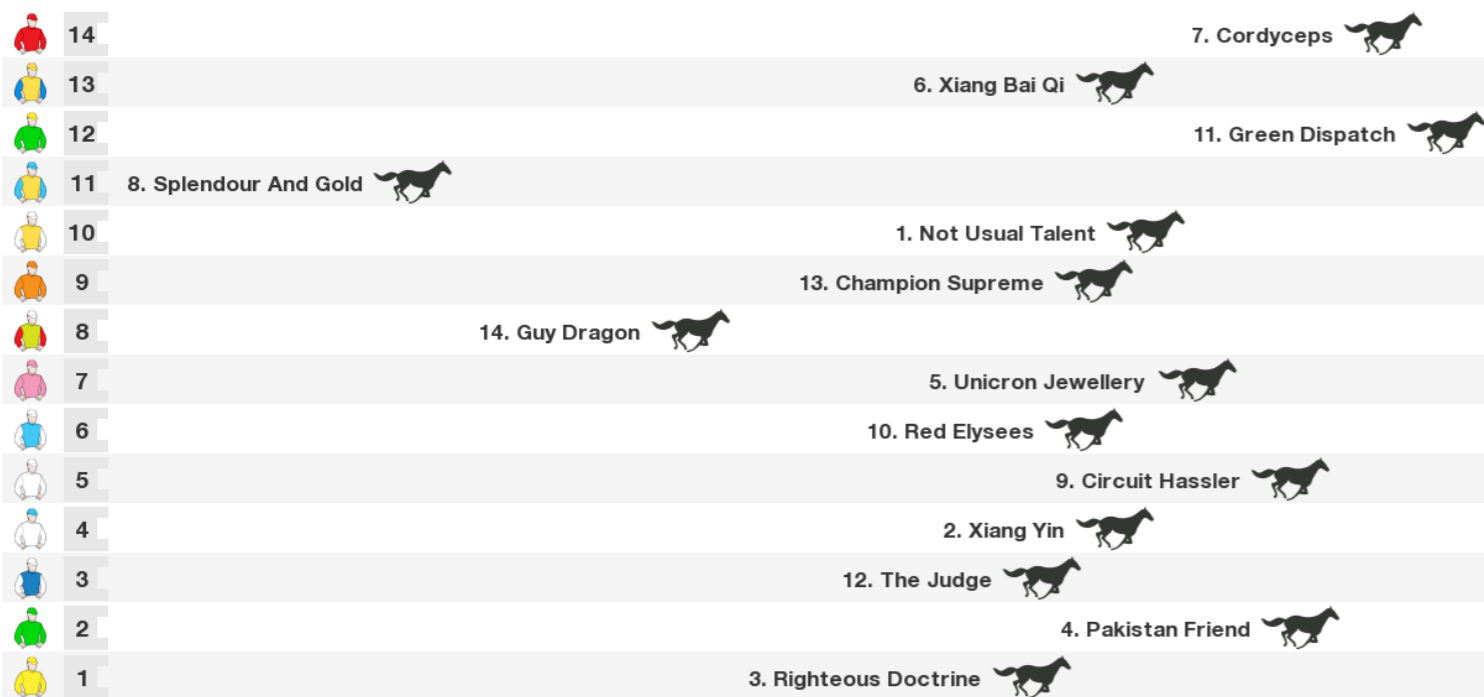 14 7. Cordyceps
13 6. Xiang Bai Qi
12 11. Green Dispatch
11 8. Splendour And Gold
10 1. Not Usual Talent
9 13. Champion Supreme
8 14. Guy Dragon
7 5. Unicron Jewellery
6 10. Red Elysees
5 9. Circuit Hassler
4 2. Xiang Yin
3 12. The Judge
2 4. Pakistan Friend
1 3. Righteous Doctrine